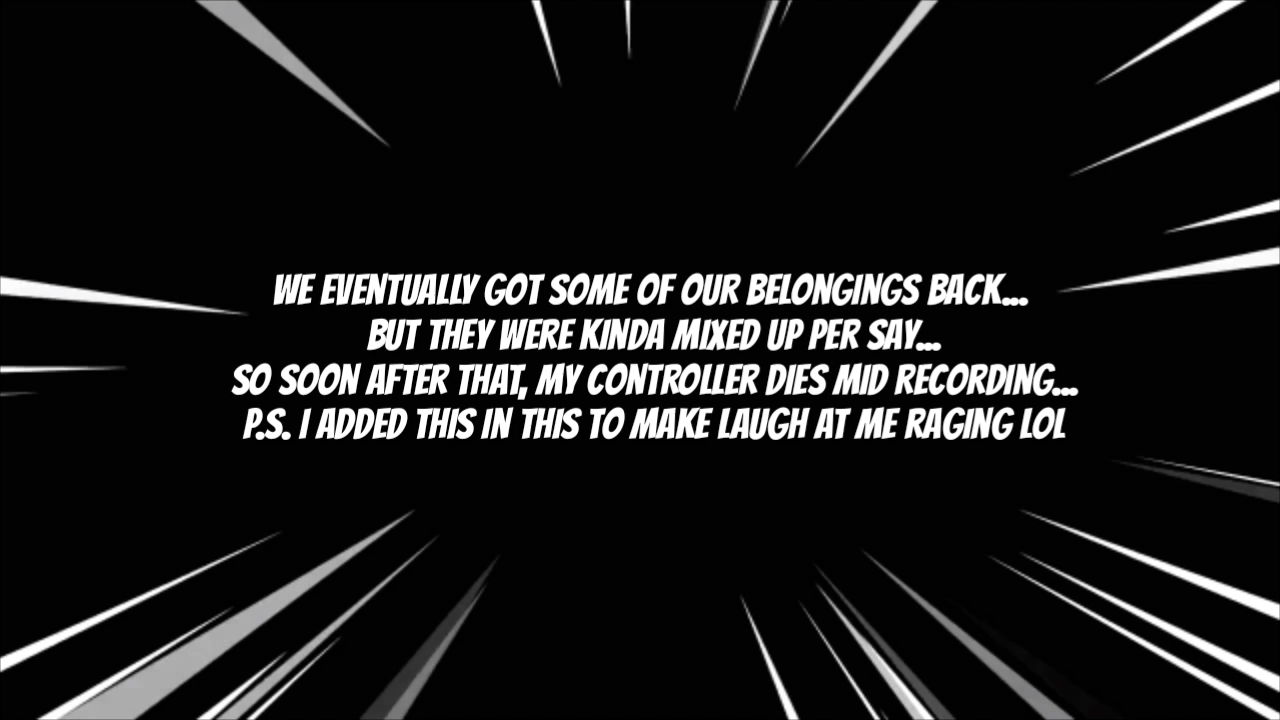 WE EVENTUALLY GOT SOME OF OUR BELONGINGS BACK...
BUT THEY WERE KINDA MIXED UP PER SAY...
SO SOON AFTER THAT, MY CONTROLLER DIES MID RECORDING...
P.S. I ADDED THIS IN THIS TO MAKE LAUGH AT ME RAGING LOL